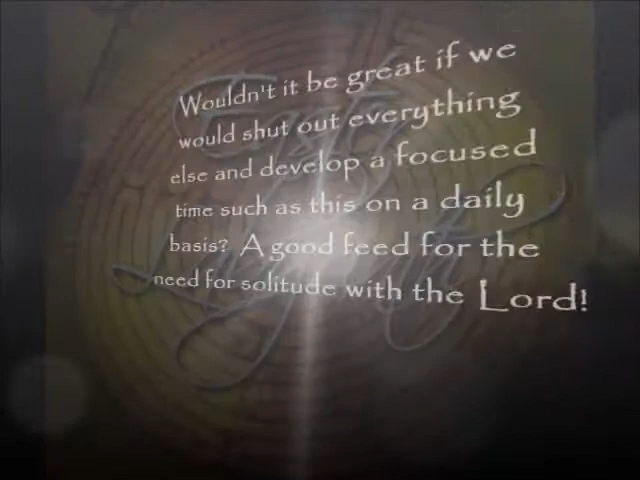 Wouldn't it be great if we
would shut out everything
else and develop a focused
time such as this on a daily
basis? A good feed for the
need for solitude with the Lord!